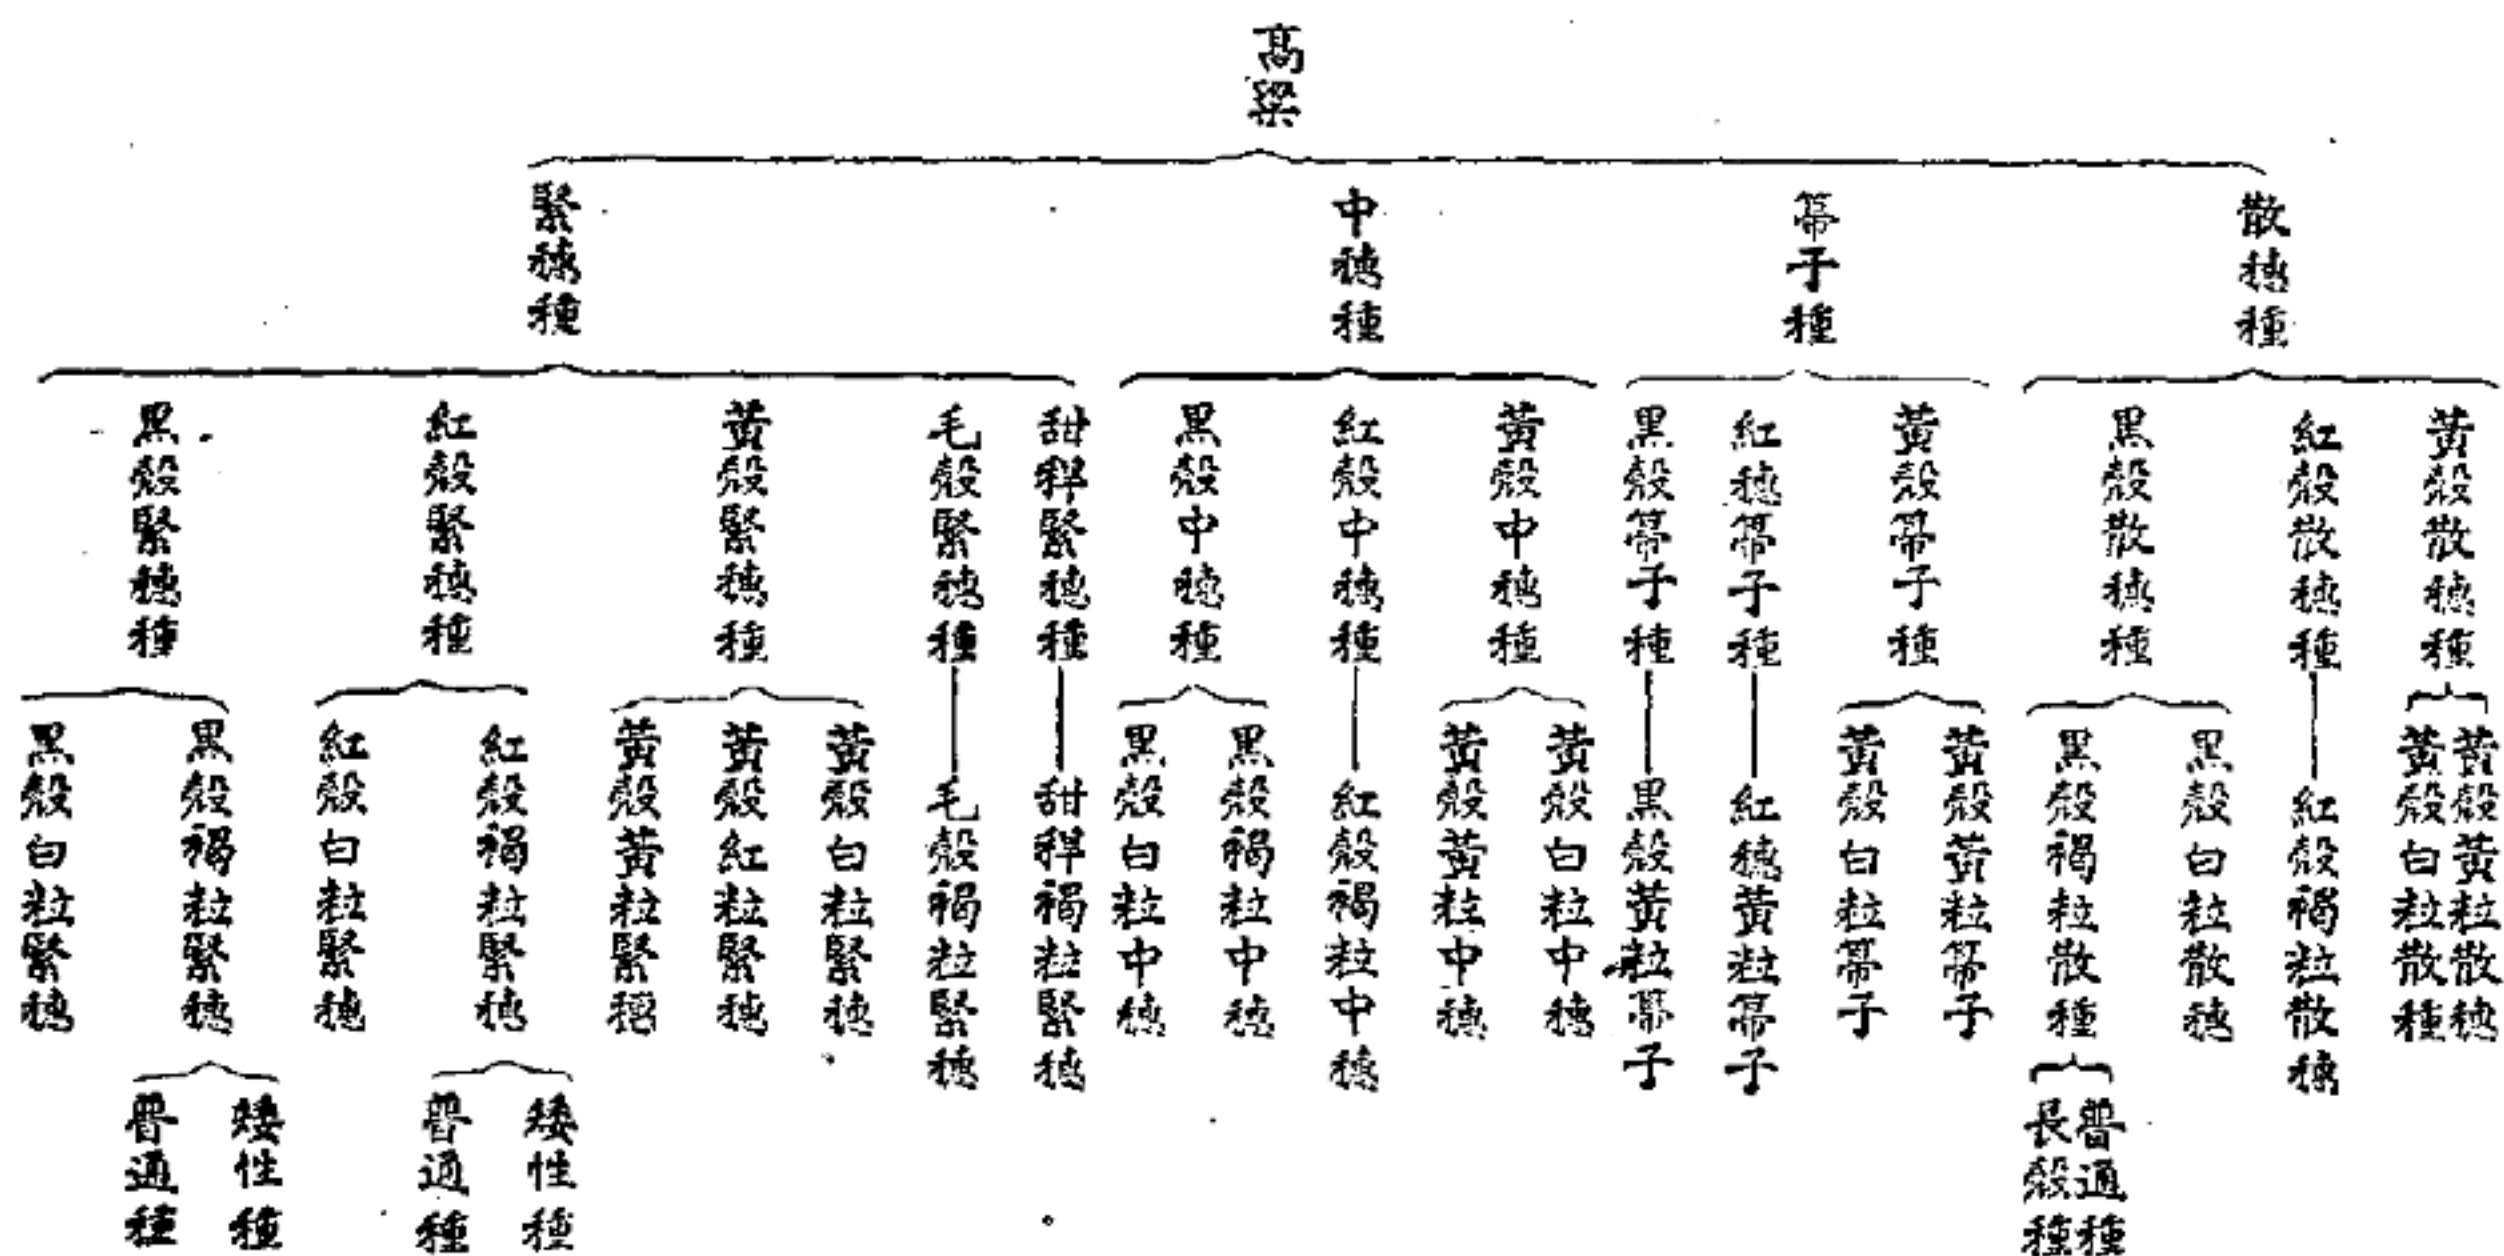 高粱
散穗種
帚子種
中穗種
緊穗種
黃殼散穗種
紅殼散穗種
黑殼散穗種
黃殼帚子種
紅穗帚子種
黑殼帚子種
黃殼中穗種
紅殼中穗種
黑殼中穗種
甜稈緊穗種
毛殼緊穗種
黃殼緊穗種
紅殼緊穗種
黑殼緊穗種
黃殼黃粒散穗
黃殼白粒散種
紅殼褐粒散穗
黑殼白粒散穗
黑殼褐粒散種
黃殼黃粒帚子
黃殼白粒帚子
紅穗黃粒帚子
黑殼黃粒帚子
黃殼白粒中穗
黃殼黃粒中穗
紅殼褐粒中穗
黑殼褐粒中穗
黑殼白粒中穗
甜稈褐粒緊穗
毛殼褐粒緊穗
黃殼白粒緊穗
黃殼紅粒緊穗
黃殼黃粒緊穗
紅殼褐粒緊穗
紅殼白粒緊穗
黑殼褐粒緊穗
黑殼白粒緊穗
普通種
長殼種
矮性種
普通種
矮性種
普通種